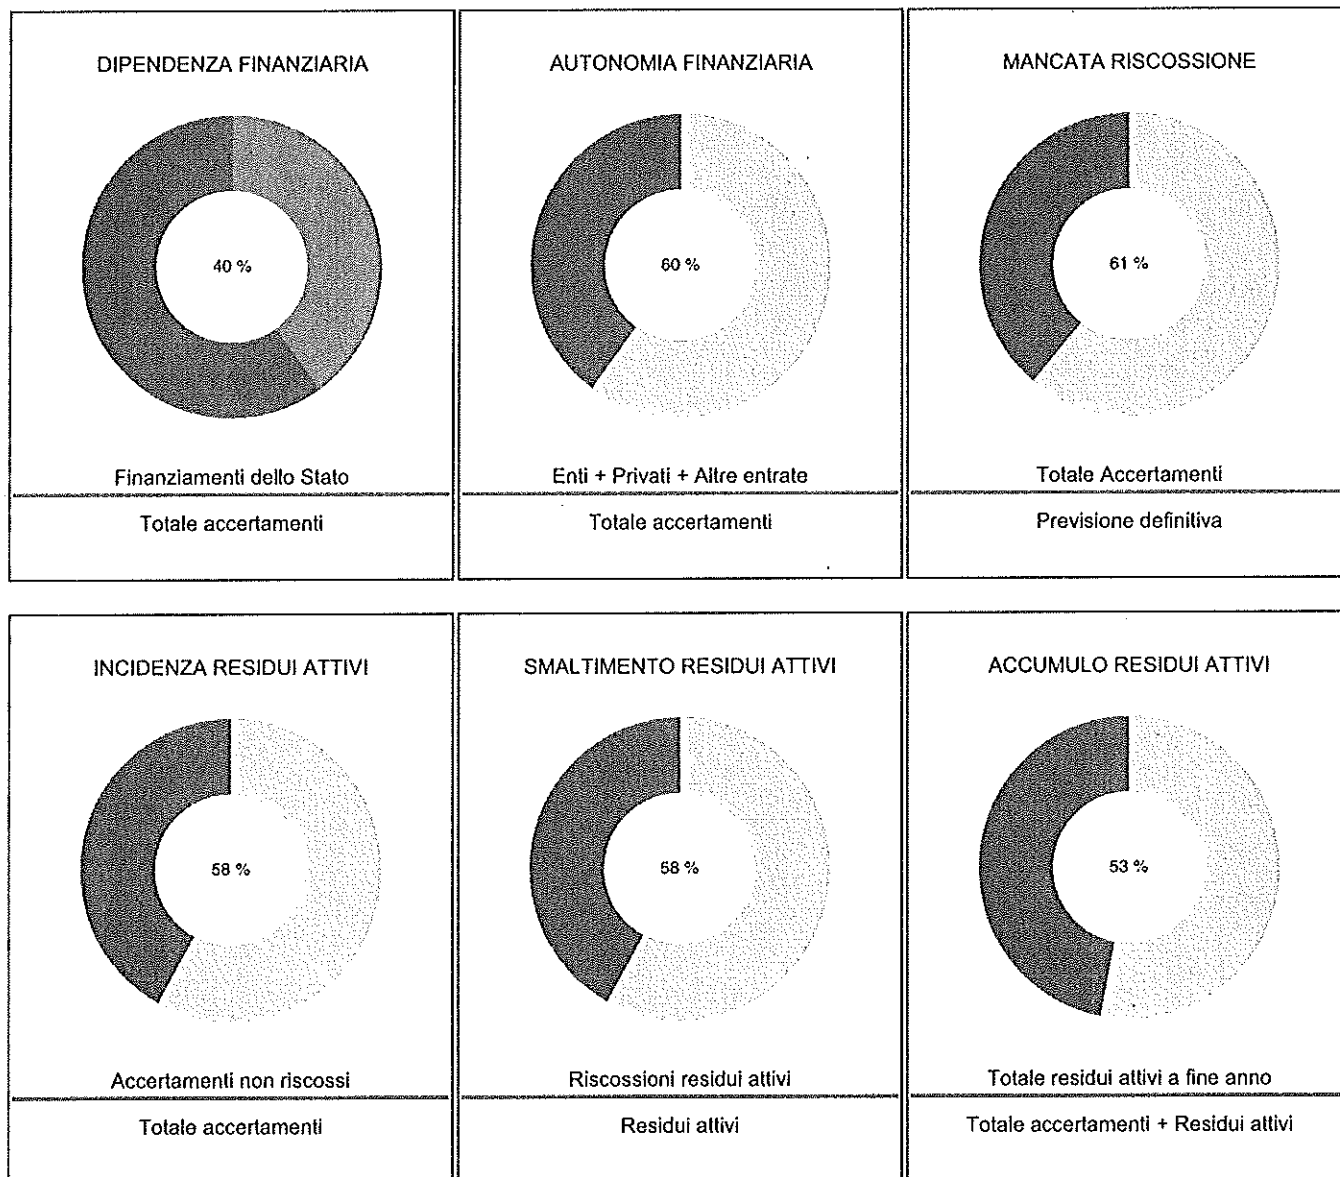 DIPENDENZA FINANZIARIA
40 %
Finanziamenti dello Stato
Totale accertamenti
AUTONOMIA FINANZIARIA
60 %
Enti + Privati + Altre entrate
Totale accertamenti
MANCATA RISCOSSIONE
61 %
Totale Accertamenti
Previsione definitiva
INCIDENZA RESIDUI ATTIVI
58 %
Accertamenti non riscossi
Totale accertamenti
SMALTIMENTO RESIDUI ATTIVI
58 %
Riscossioni residui attivi
Residui attivi
ACCUMULO RESIDUI ATTIVI
53 %
Totale residui attivi a fine anno
Totale accertamenti + Residui attivi